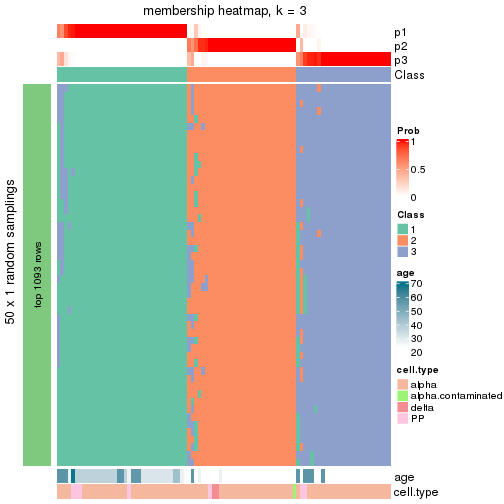 membership heatmap, k = 3
p1
p2
p3
Class
50 x 1 random samplings
top 1093 rows
Prob
1
0.5
0
Class
1
2
3
age
70
60
50
40
30
20
cell.type
alpha
alpha.contaminated
delta
PP
age
cell.type